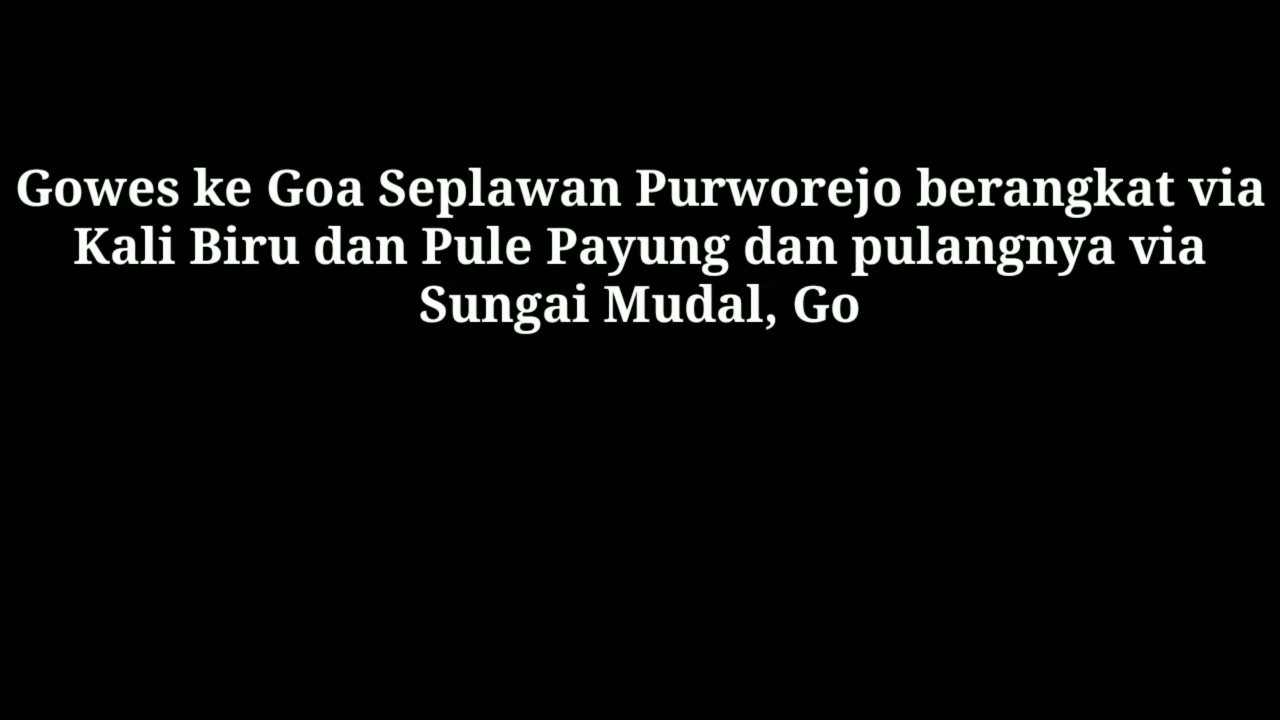 Gowes ke Goa Seplawan Purworejo berangkat via
Kali Biru dan Pule Payung dan pulangnya via
Sungai Mudal, Go